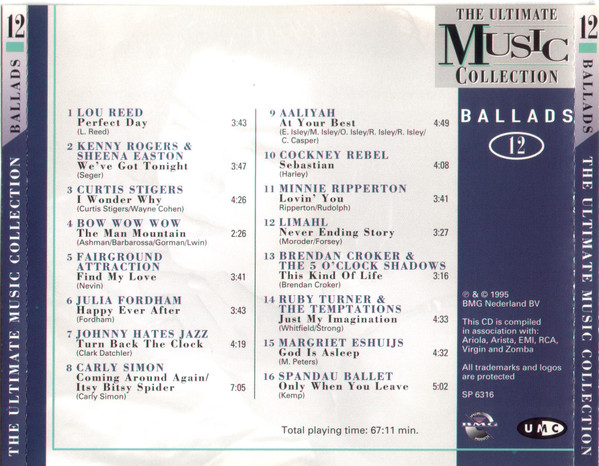 12
BALLADS
THE ULTIMATE MUSIC COLLECTION
THE ULTIMATE
MUSIC
COLLECTION
BALLADS
12
1 LOU REED
Perfect Day 3:43
(L. Reed)
2 KENNY ROGERS &
SHEENA EASTON
We've Got Tonight 3:47
(Seger)
3 CURTIS STIGERS
I Wonder Why 4:26
(Curtis Stigers/Wayne Cohen)
4 BOW WOW WOW
The Man Mountain 2:26
(Ashman/Barbarossa/Gorman/Lwin)
5 FAIRGROUND
ATTRACTION
Find My Love 3:41
(Nevin)
6 JULIA FORDHAM
Happy Ever After 3:43
(Fordham)
7 JOHNNY HATES JAZZ
Turn Back The Clock 4:19
(Clark Datchler)
8 CARLY SIMON
Coming Around Again/
Itsy Bitsy Spider 7:05
(Carly Simon)
9 AALIYAH
At Your Best 4:49
(E. Isley/M. Isley/O. Isley/R. Isley/R. Isley/
C. Casper)
10 COCKNEY REBEL
Sebastian 4:08
(Harley)
11 MINNIE RIPPERTON
Lovin' You 3:41
Ripperton/Rudolph)
12 LIMAHL
Never Ending Story 3:27
(Moroder/Forsey)
13 BRENDAN CROKER &
THE 5 O'CLOCK SHADOWS
This Kind Of Life 3:16
(Brendan Croker)
14 RUBY TURNER &
THE TEMPTATIONS
Just My Imagination 4:33
(Whitfield/Strong)
15 MARGRIET ESHUIJS
God Is Asleep 4:32
(M. Peters)
16 SPANDAU BALLET
Only When You Leave 5:02
(Kemp)
Total playing time: 67:11 min.
℗ & © 1995
BMG Nederland BV
This CD is compiled
in association with:
Ariola, Arista, EMI, RCA,
Virgin and Zomba
All trademarks and logos
are protected
SP 6316
BMG
UMC
12
BALLADS
THE ULTIMATE MUSIC COLLECTION